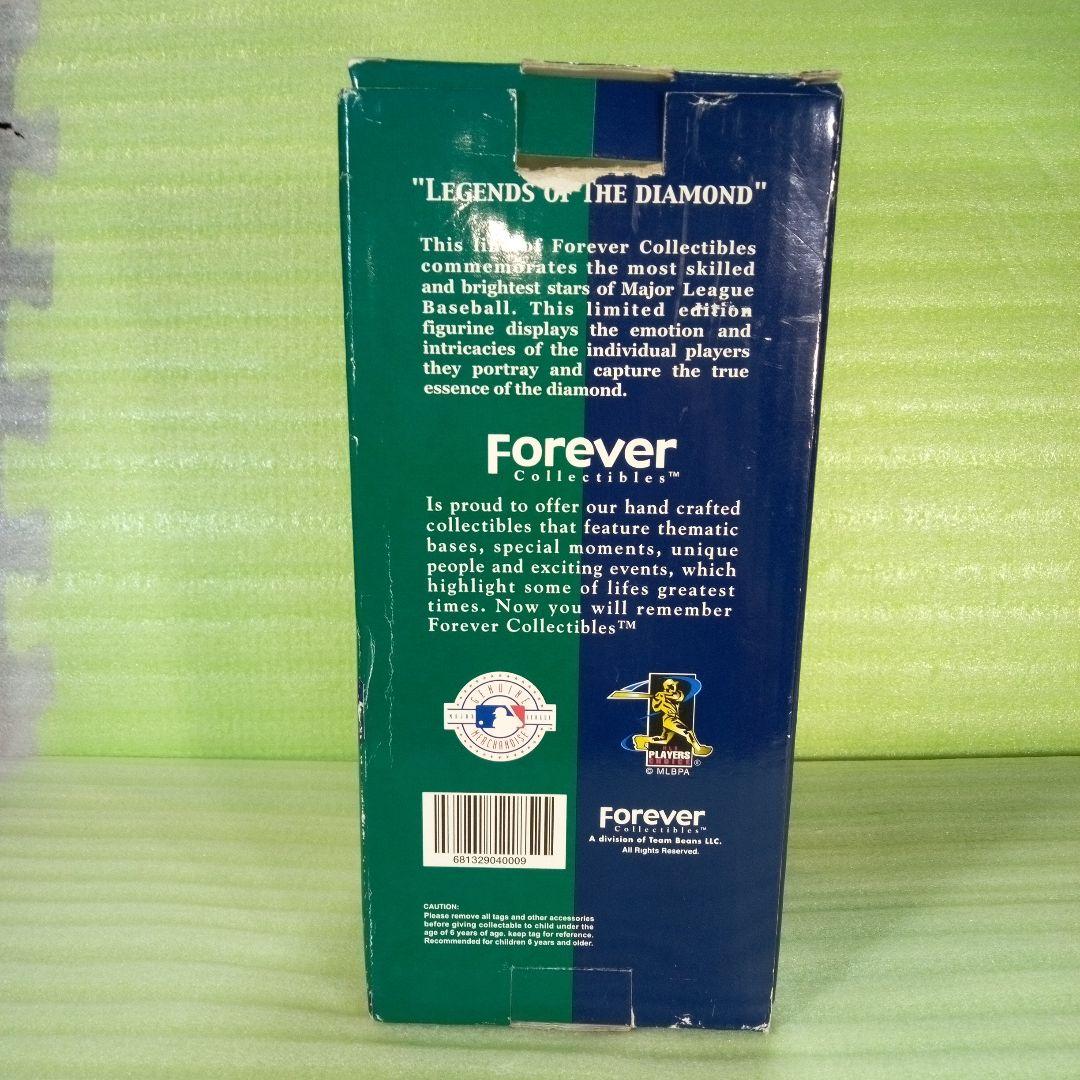 "LEGENDS OF THE DIAMOND"
This line of Forever Collectibles
commemorates the most skilled
and brightest stars of Major League
Baseball. This limited edition
figurine displays the emotion and
intricacies of the individual players
they portray and capture the true
essence of the diamond.
Forever
Collectibles™
Is proud to offer our hand crafted
collectibles that feature thematic
bases, special moments, unique
people and exciting events, which
highlight some of lifes greatest
times. Now you will remember
Forever Collectibles™
GENUINE
MAJOR LEAGUE
MERCHANDISE
PLAYERS
CHOICE®
© MLBPA
681329040009
Forever
Collectibles™
A division of Team Beans LLC.
All Rights Reserved.
CAUTION:
Please remove all tags and other accessories
before giving collectable to child under the
age of 6 years of age. keep tag for reference.
Recommended for children 6 years and older.